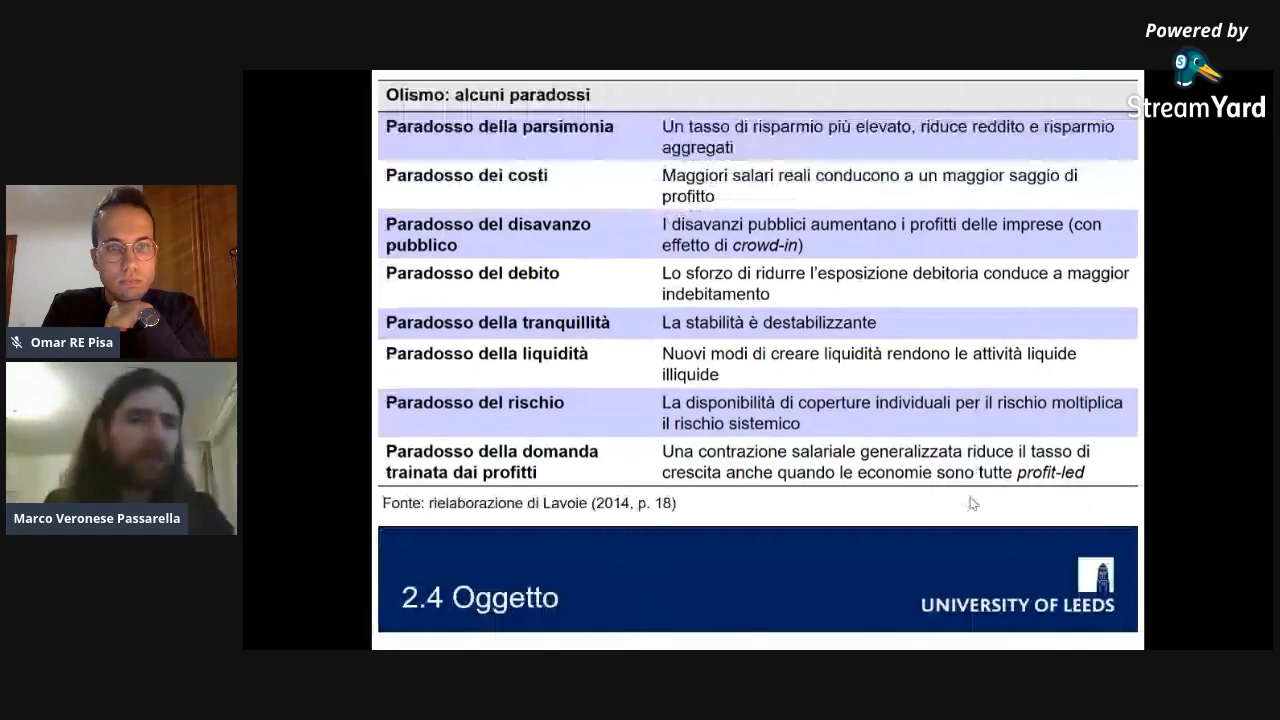 Powered by
StreamYard
Olismo: alcuni paradossi
Paradosso della parsimonia
Un tasso di risparmio più elevato, riduce reddito e risparmio
aggregati
Paradosso dei costi
Maggiori salari reali conducono a un maggior saggio di
profitto
Paradosso del disavanzo
pubblico
I disavanzi pubblici aumentano i profitti delle imprese (con
effetto di crowd-in)
Paradosso del debito
Lo sforzo di ridurre l’esposizione debitoria conduce a maggior
indebitamento
Paradosso della tranquillità
La stabilità è destabilizzante
Paradosso della liquidità
Nuovi modi di creare liquidità rendono le attività liquide
illiquide
Paradosso del rischio
La disponibilità di coperture individuali per il rischio moltiplica
il rischio sistemico
Paradosso della domanda
trainata dai profitti
Una contrazione salariale generalizzata riduce il tasso di
crescita anche quando le economie sono tutte profit-led
Fonte: rielaborazione di Lavoie (2014, p. 18)
2.4 Oggetto
UNIVERSITY OF LEEDS
Omar RE Pisa
Marco Veronese Passarella